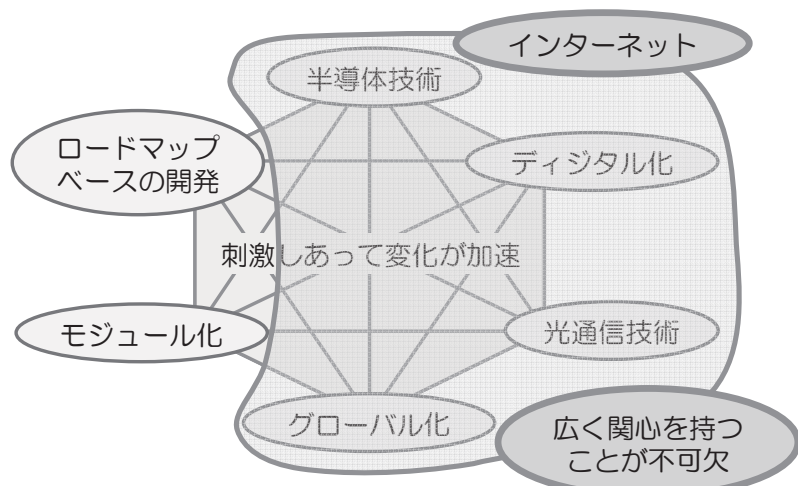 インターネット
半導体技術
ロードマップ
ベースの開発
ディジタル化
刺激しあって変化が加速
モジュール化
光通信技術
グローバル化
広く関心を持つ
ことが不可欠